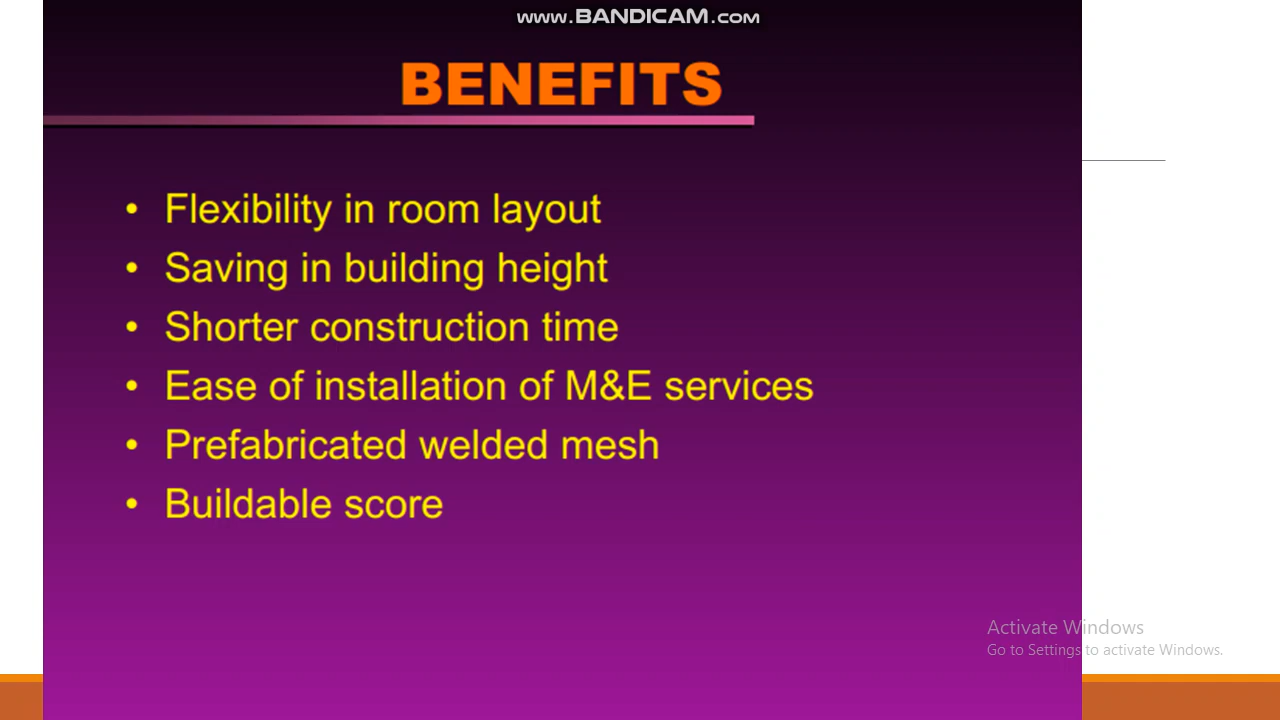 www.BANDICAM.com
BENEFITS
• Flexibility in room layout
• Saving in building height
• Shorter construction time
• Ease of installation of M&E services
• Prefabricated welded mesh
• Buildable score
Activate Windows
Go to Settings to activate Windows.